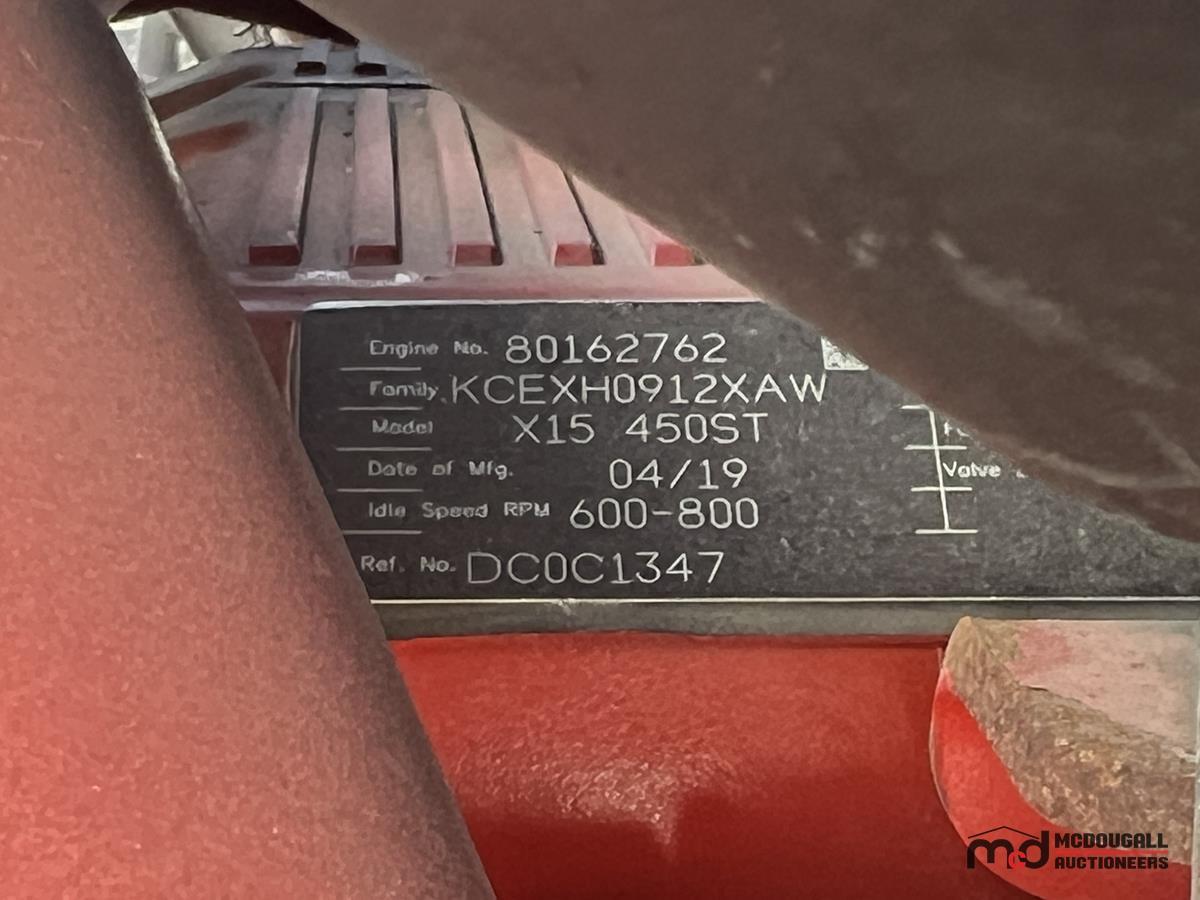 Engine No. 80162762
Family KCEXH0912XAW
Model X15 450ST
Date of Mfg. 04/19
Valve
Idle Speed RPM 600-800
Ref. No. DC0C1347
md MCDOUGALL
AUCTIONEERS